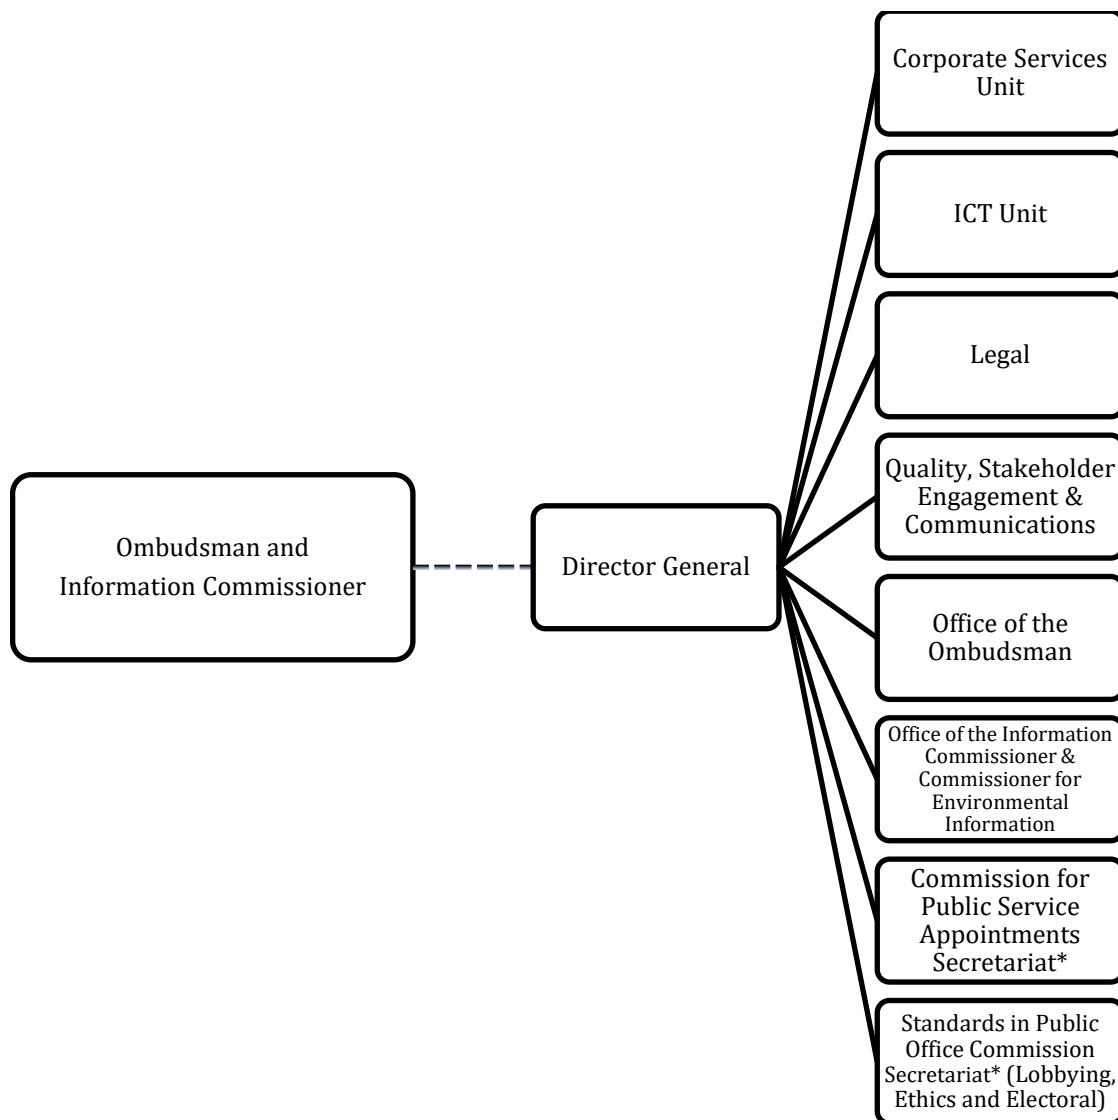 Corporate Services
Unit
ICT Unit
Legal
Quality, Stakeholder
Engagement &
Communications
Ombudsman and
Information Commissioner
Director General
Office of the
Ombudsman
Office of the Information
Commissioner &
Commissioner for
Environmental
Information
Commission for
Public Service
Appointments
Secretariat*
Standards in Public
Office Commission
Secretariat* (Lobbying,
Ethics and Electoral)